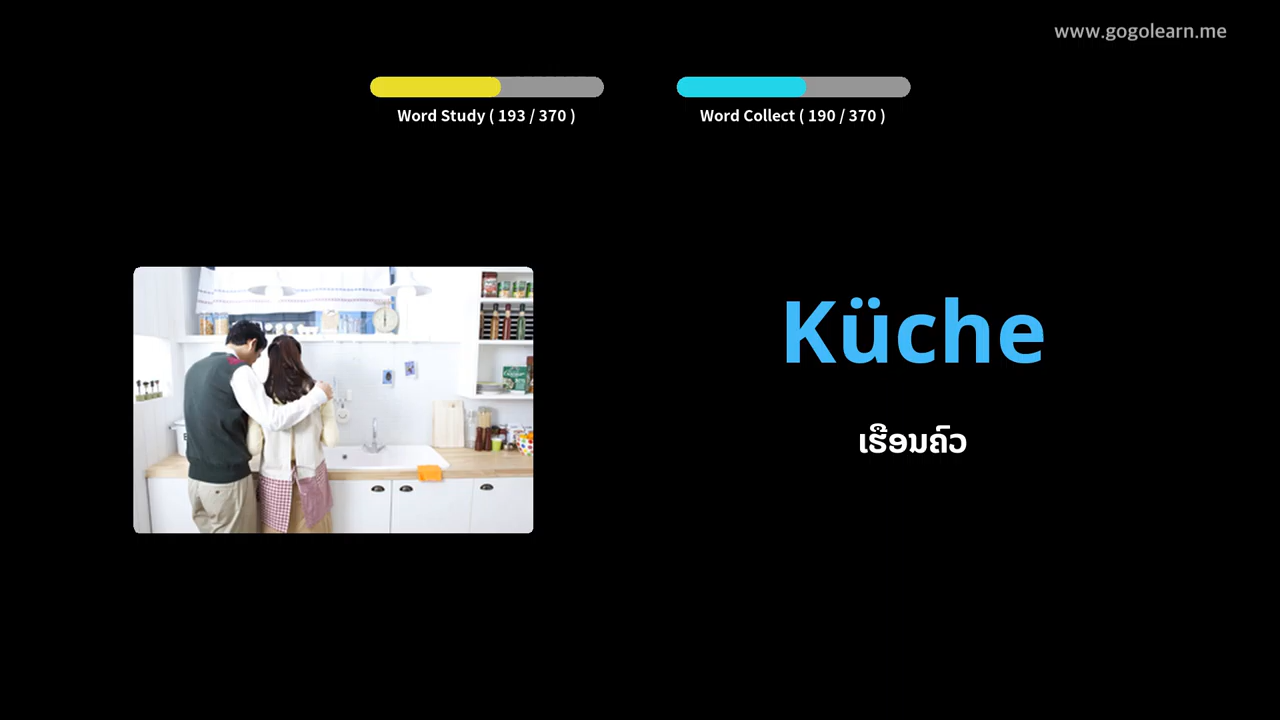 www.gogolearn.me
Word Study ( 193 / 370 )
Word Collect ( 190 / 370 )
Küche
ເຮືອນຄົວ